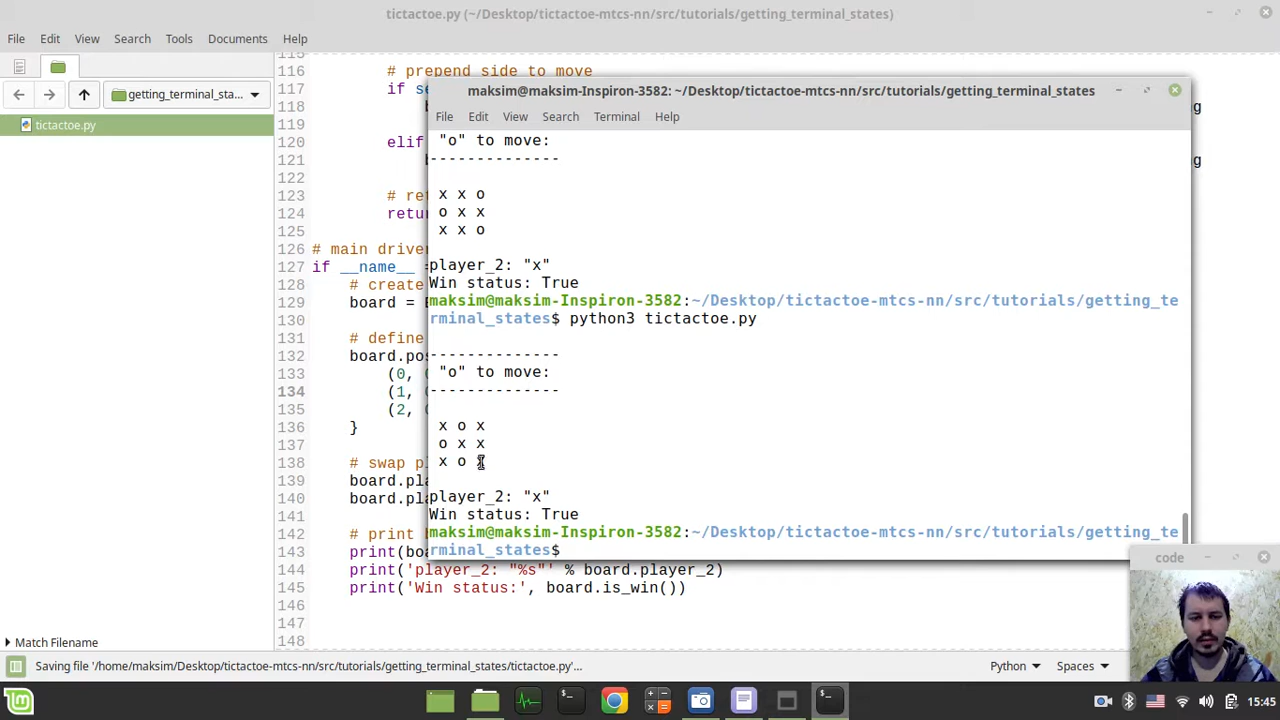 tictactoe.py (~/Desktop/tictactoe-mtcs-nn/src/tutorials/getting_terminal_states)
File Edit View Search Tools Documents Help
getting_terminal_sta...
tictactoe.py
115
116 # prepend side to move
117 if se
118 b
119
120 elif
121 b
122
123 # ret
124 retur
125
126 # main driver
127 if __name__ =
128 # create
129 board =
130
131 # define
132 board.pos
133 (0,
134 (1,
135 (2,
136 }
137
138 # swap pl
139 board.pla
140 board.pla
141
142 # print b
143 print(boa
144 print('player_2: "%s"' % board.player_2)
145 print('Win status:', board.is_win())
146
147
148
g
g
maksim@maksim-Inspiron-3582: ~/Desktop/tictactoe-mtcs-nn/src/tutorials/getting_terminal_states
File Edit View Search Terminal Help
"o" to move:
--------------
x x o
o x x
x x o
player_2: "x"
Win status: True
maksim@maksim-Inspiron-3582:~/Desktop/tictactoe-mtcs-nn/src/tutorials/getting_te
rminal_states$ python3 tictactoe.py
--------------
"o" to move:
--------------
x o x
o x x
x o x
player_2: "x"
Win status: True
maksim@maksim-Inspiron-3582:~/Desktop/tictactoe-mtcs-nn/src/tutorials/getting_te
rminal_states$
code
Match Filename
Saving file '/home/maksim/Desktop/tictactoe-mtcs-nn/src/tutorials/getting_terminal_states/tictactoe.py'...
Python Spaces
15:45